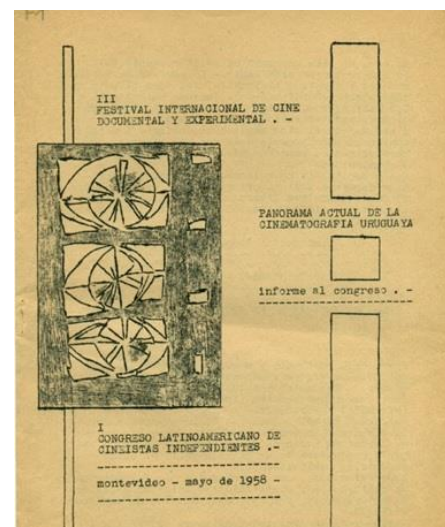 III
FESTIVAL INTERNACIONAL DE CINE
DOCUMENTAL Y EXPERIMENTAL . -
PANORAMA ACTUAL DE LA
CINEMATOGRAFIA URUGUAYA
informe al congreso . -
I
CONGRESO LATINOAMERICANO DE
CINEISTAS INDEPENDIENTES .-
montevideo - mayo de 1958 -